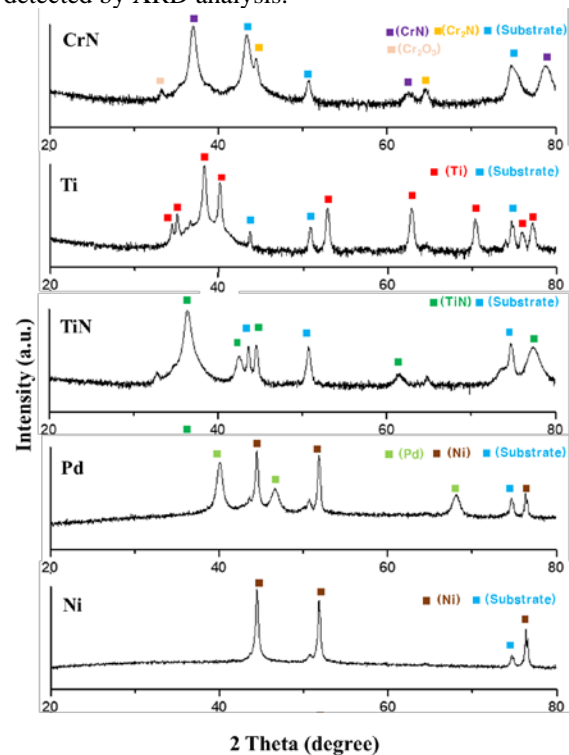 detected by XRD analysis.
CrN
(CrN) (Cr₂N) (Substrate)
(Cr₂O₃)
20 40 60 80
Ti
(Ti) (Substrate)
20 40 60 80
TiN
(TiN) (Substrate)
20 40 60 80
Pd
(Pd) (Ni) (Substrate)
20 40 60 80
Ni
(Ni) (Substrate)
20 40 60 80
Intensity (a.u.)
2 Theta (degree)